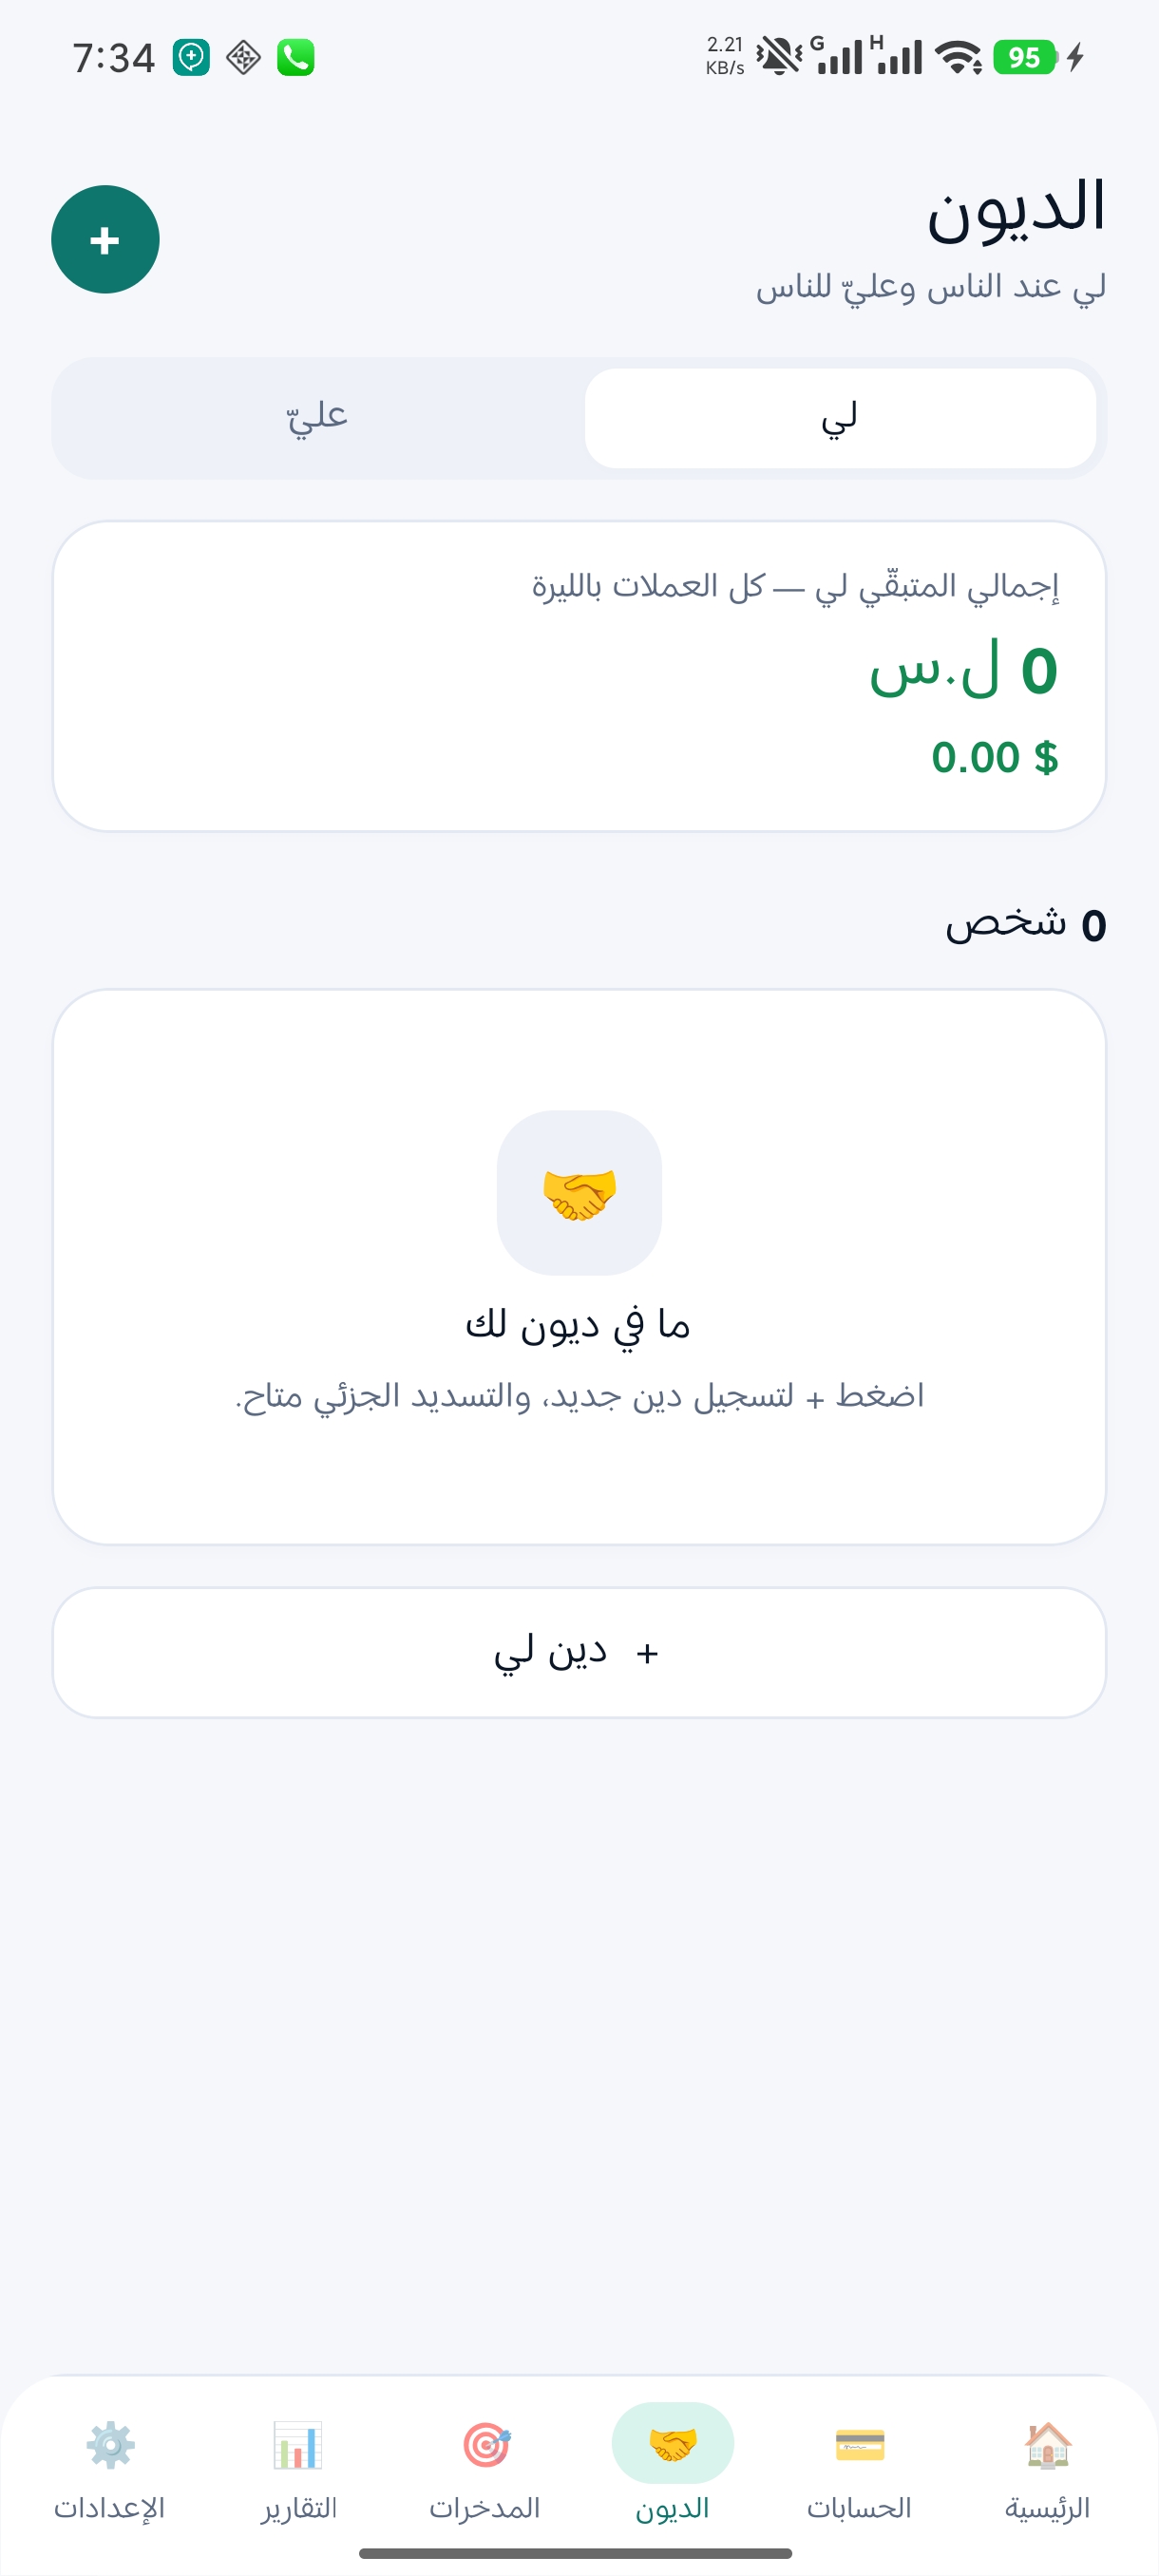 7:34
2.21 KB/s
G
H
95
الديون
+
لي عند الناس وعليّ للناس
لي
عليّ
إجمالي المتبقّي لي — كل العملات بالليرة
0 ل.س
0.00 $
0 شخص
ما في ديون لك
اضغط + لتسجيل دين جديد، والتسديد الجزئي متاح.
+ دين لي
الرئيسية
الحسابات
الديون
المدخرات
التقارير
الإعدادات